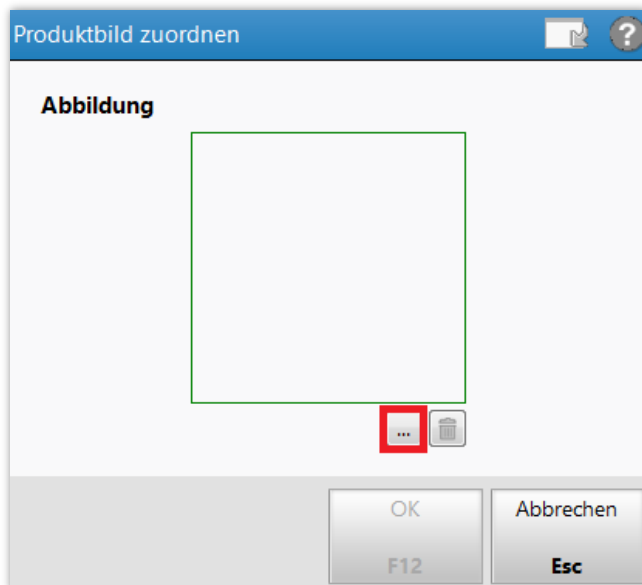 Produktbild zuordnen
?
Abbildung
...
OK
Abbrechen
F12
Esc